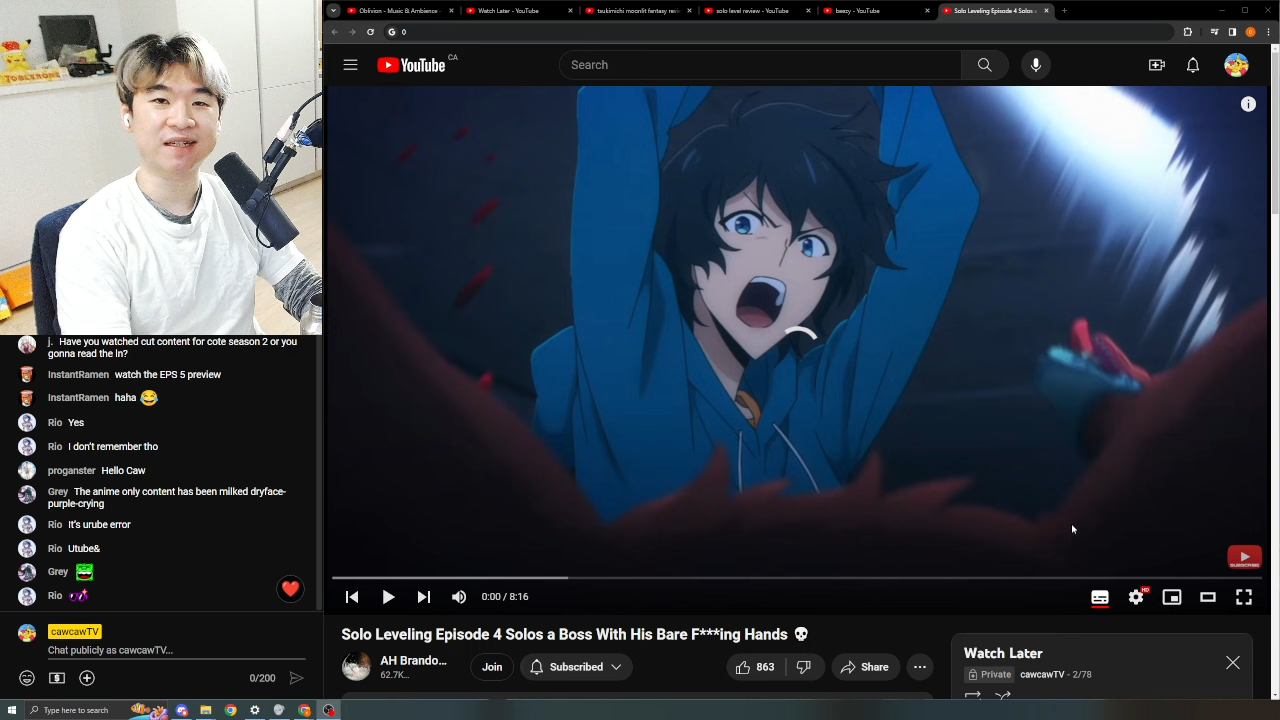 Oblivion - Music & Ambience -
Watch Later - YouTube
tsukimichi moonlit fantasy revi
solo level review - YouTube
beezy - YouTube
Solo Leveling Episode 4 Solos a
0
YouTube CA
Search
TOBLERONE
SUBSCRIBE
0:00 / 8:16
HD
Solo Leveling Episode 4 Solos a Boss With His Bare F***ing Hands 💀
AH Brando...
62.7K...
Join
Subscribed
863
Share
Watch Later
Private cawcawTV - 2/78
j. Have you watched cut content for cote season 2 or you
gonna read the ln?
InstantRamen watch the EPS 5 preview
InstantRamen haha 😂
Rio Yes
Rio I don't remember tho
proganster Hello Caw
Grey The anime only content has been milked dryface-
purple-crying
Rio It's urube error
Rio Utube&
Grey
Rio
cawcawTV
Chat publicly as cawcawTV...
0/200
Type here to search